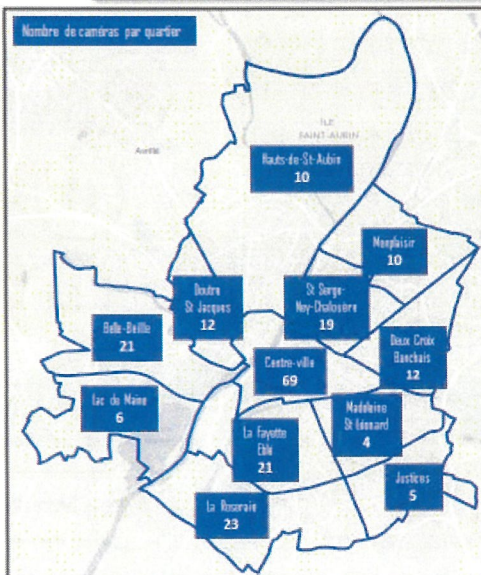 Nombre de caméras par quartier
ILE
SAINT-AUBIN
Avrillé
Hauts-de-St-Aubin
10
Monplaisir
10
Doutre
St Jacques
12
St Serge-
Ney-Chalouère
19
Belle-Beille
21
Deux Croix
Banchais
12
Centre-ville
69
Lac du Maine
6
Madeleine
St Léonard
4
La Fayette
Eblé
21
Justices
5
La Roseraie
23